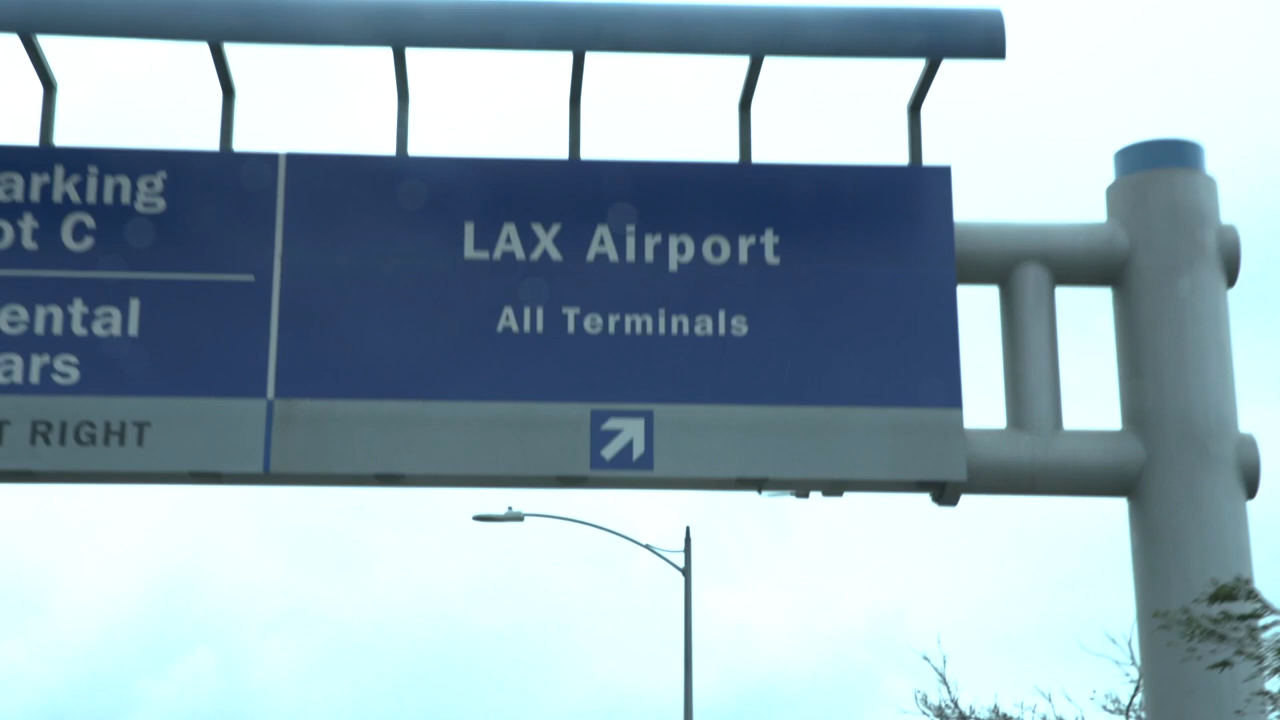 arking
ot C
ental
ars
T RIGHT
LAX Airport
All Terminals